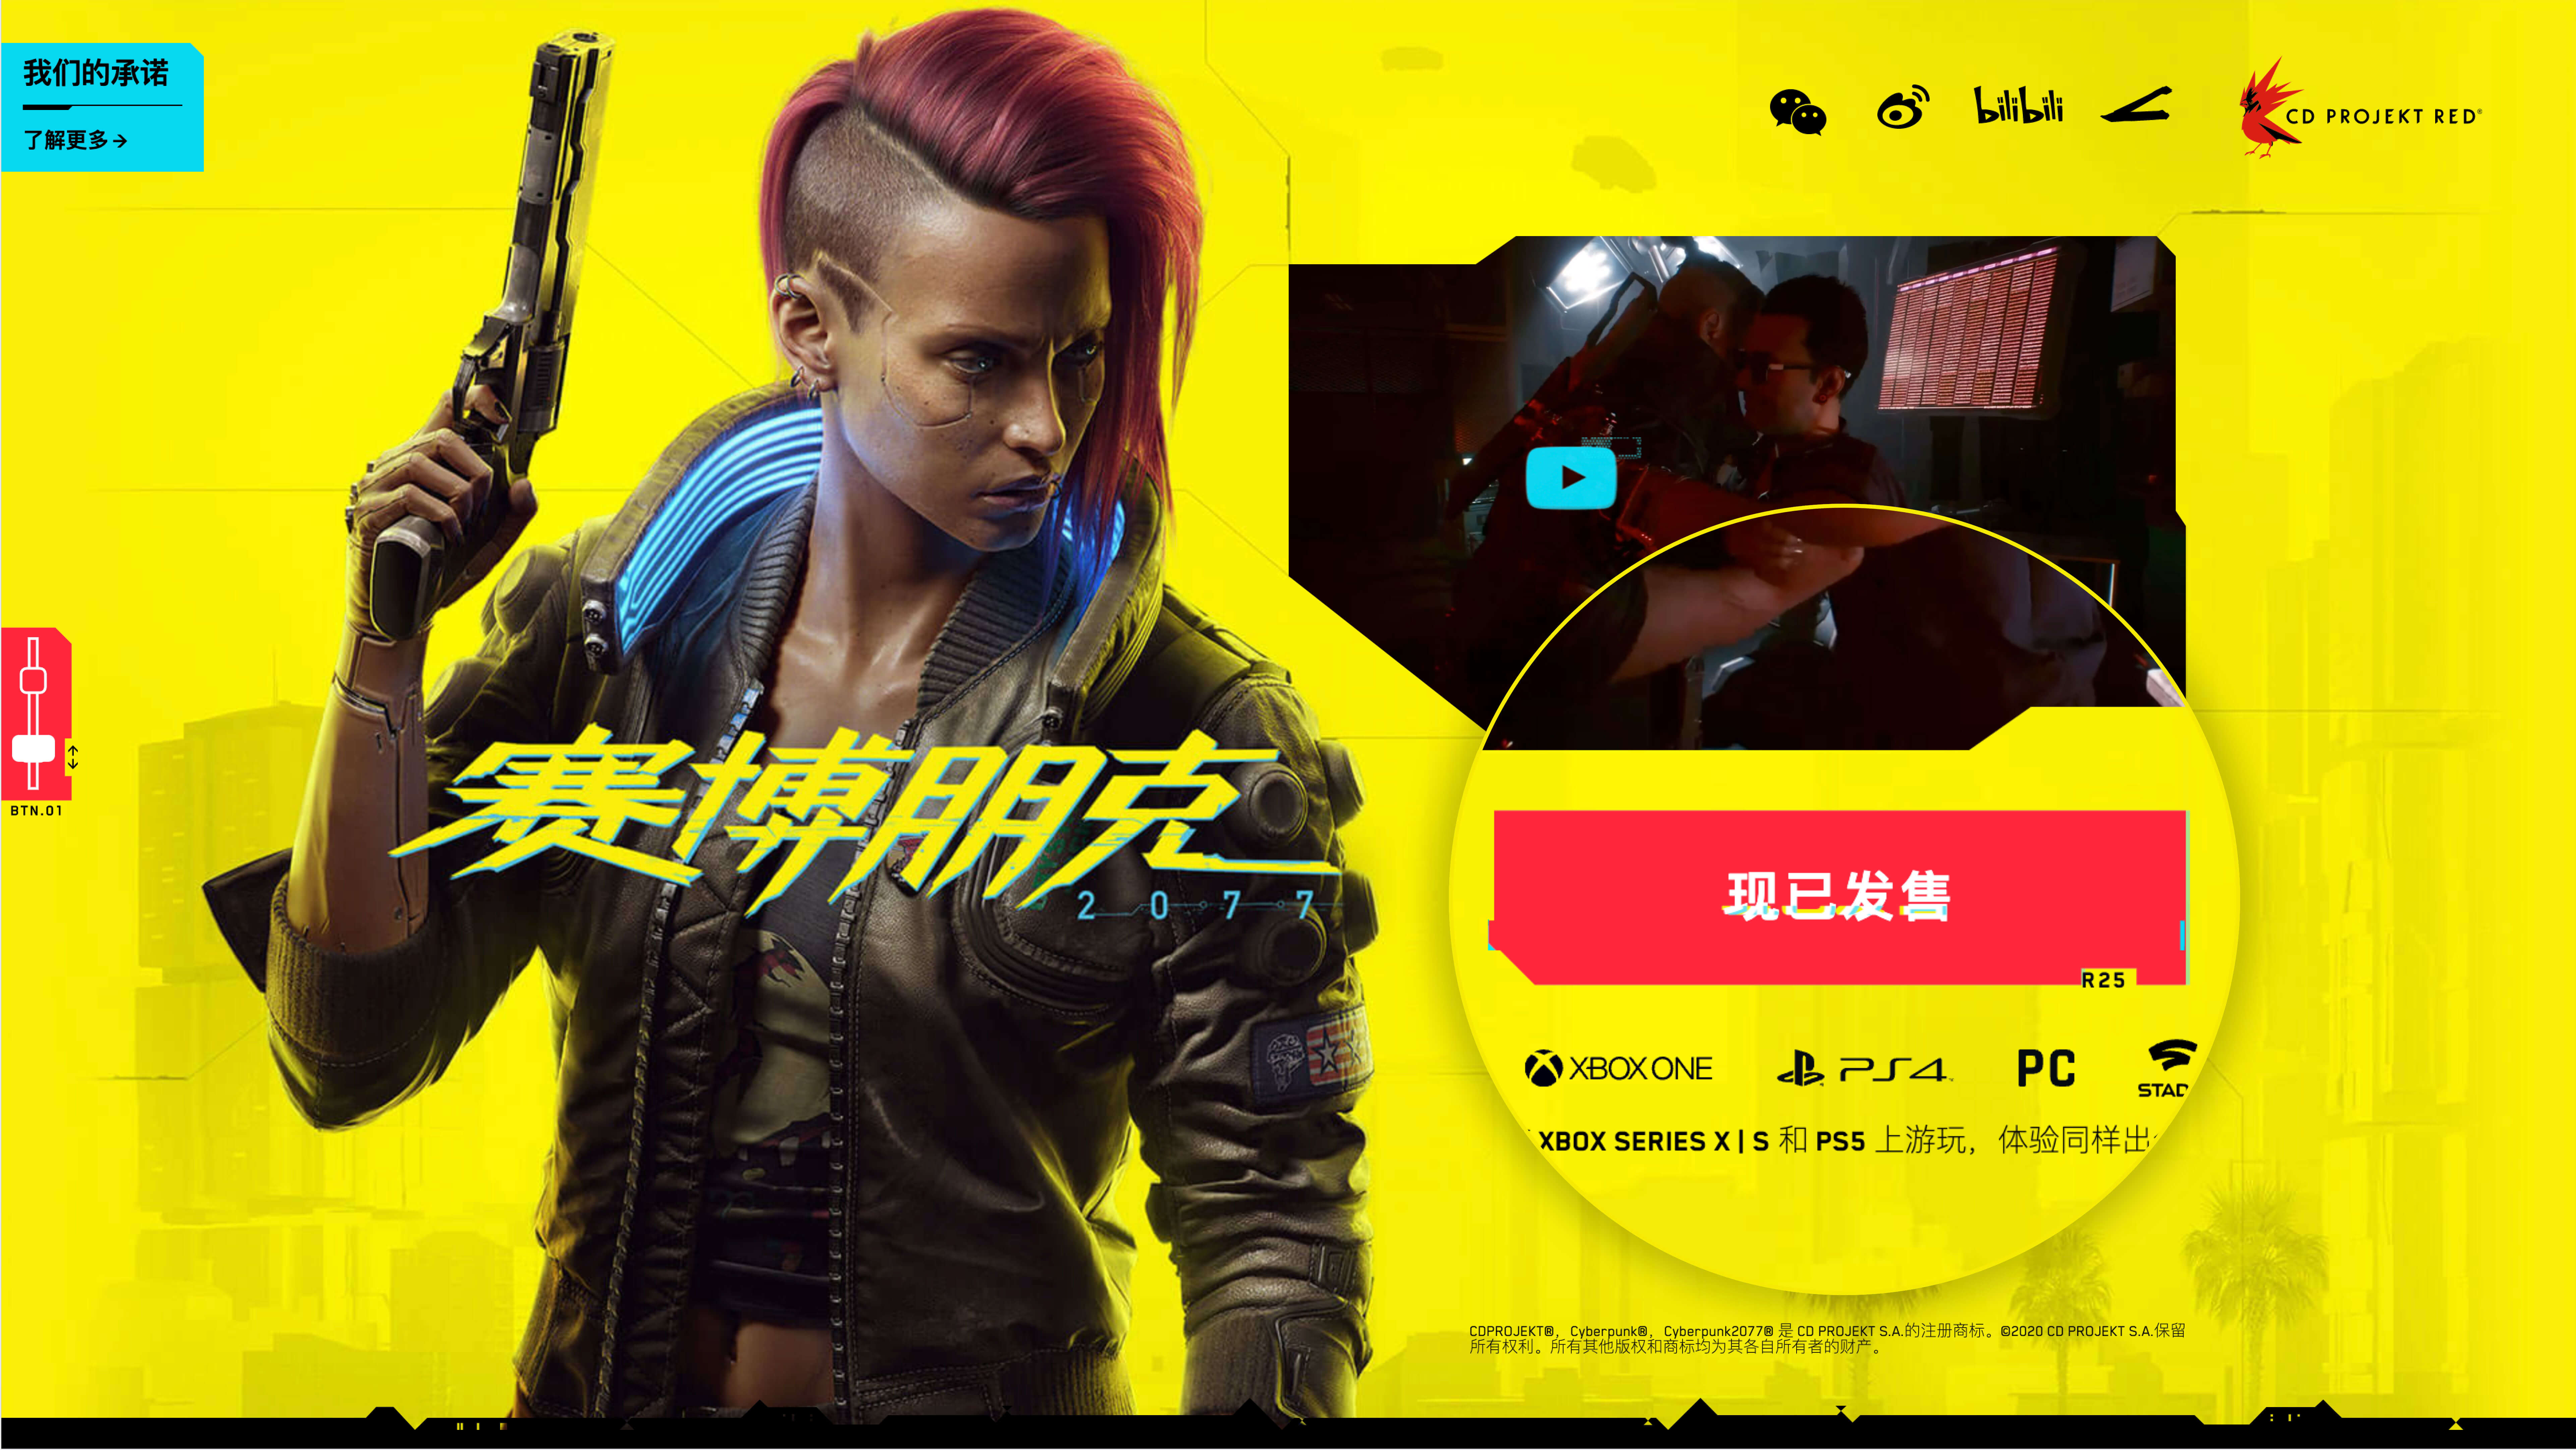 我们的承诺
了解更多→
bilibili
CD PROJEKT RED®
BTN.01
赛博朋克
2077
现已发售
R25
XBOX ONE
PS4
PC
XBOX SERIES X | S 和 PS5 上游玩，体验同样出
CDPROJEKT®，Cyberpunk®，Cyberpunk2077® 是 CD PROJEKT S.A.的注册商标。©2020 CD PROJEKT S.A.保留
所有权利。所有其他版权和商标均为其各自所有者的财产。